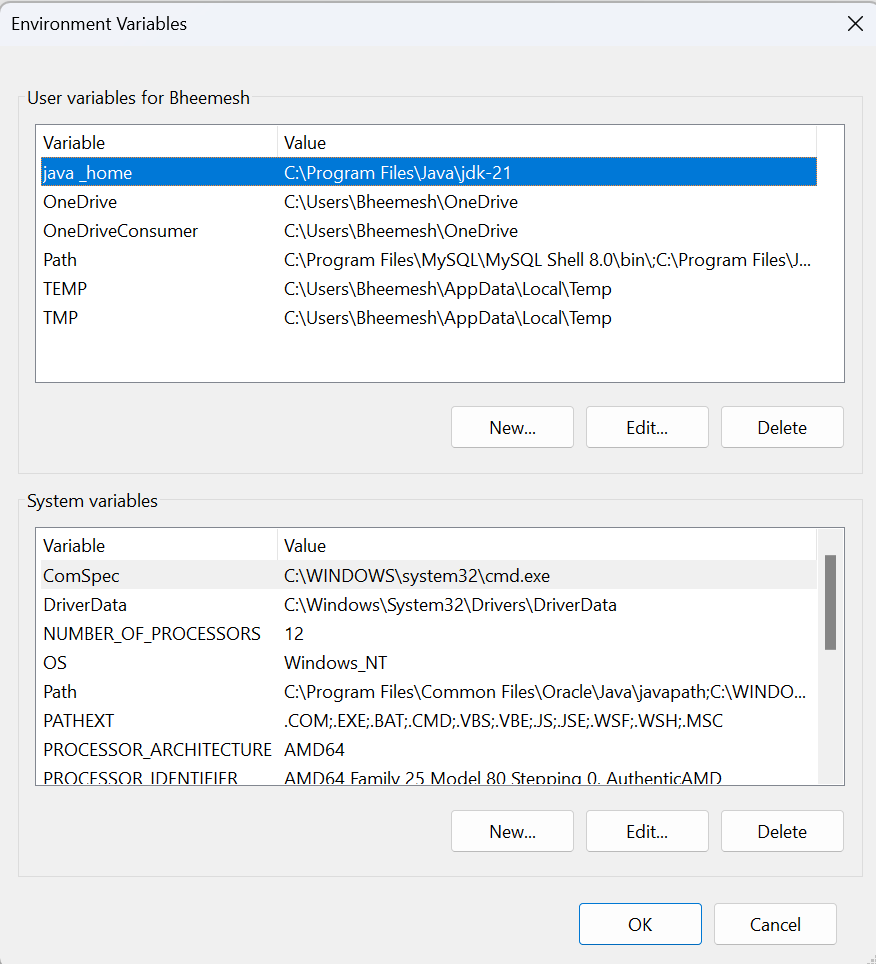 Environment Variables
User variables for Bheemesh
Variable Value
java _home C:\Program Files\Java\jdk-21
OneDrive C:\Users\Bheemesh\OneDrive
OneDriveConsumer C:\Users\Bheemesh\OneDrive
Path C:\Program Files\MySQL\MySQL Shell 8.0\bin\;C:\Program Files\J...
TEMP C:\Users\Bheemesh\AppData\Local\Temp
TMP C:\Users\Bheemesh\AppData\Local\Temp
New... Edit... Delete
System variables
Variable Value
ComSpec C:\WINDOWS\system32\cmd.exe
DriverData C:\Windows\System32\Drivers\DriverData
NUMBER_OF_PROCESSORS 12
OS Windows_NT
Path C:\Program Files\Common Files\Oracle\Java\javapath;C:\WINDO...
PATHEXT .COM;.EXE;.BAT;.CMD;.VBS;.VBE;.JS;.JSE;.WSF;.WSH;.MSC
PROCESSOR_ARCHITECTURE AMD64
PROCESSOR_IDENTIFIER AMD64 Family 25 Model 80 Stepping 0, AuthenticAMD
New... Edit... Delete
OK Cancel